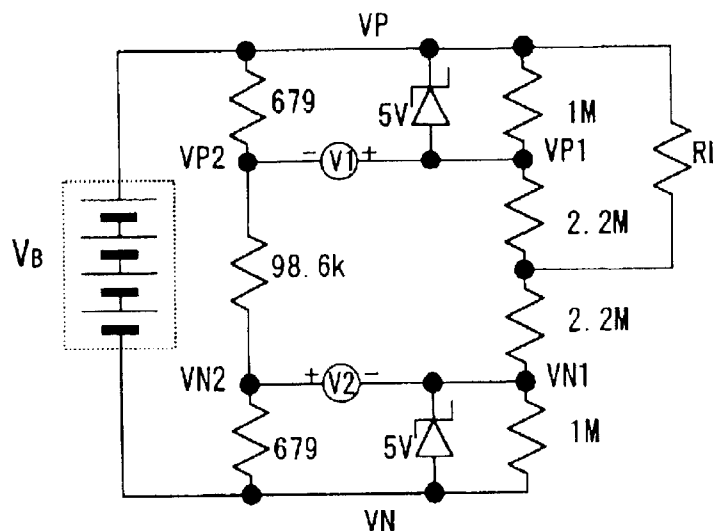 VP
679
5V
1M
VP2
− V1 +
VP1
Rl
2.2M
VB
98.6k
2.2M
VN2
+ V2 −
VN1
679
5V
1M
VN